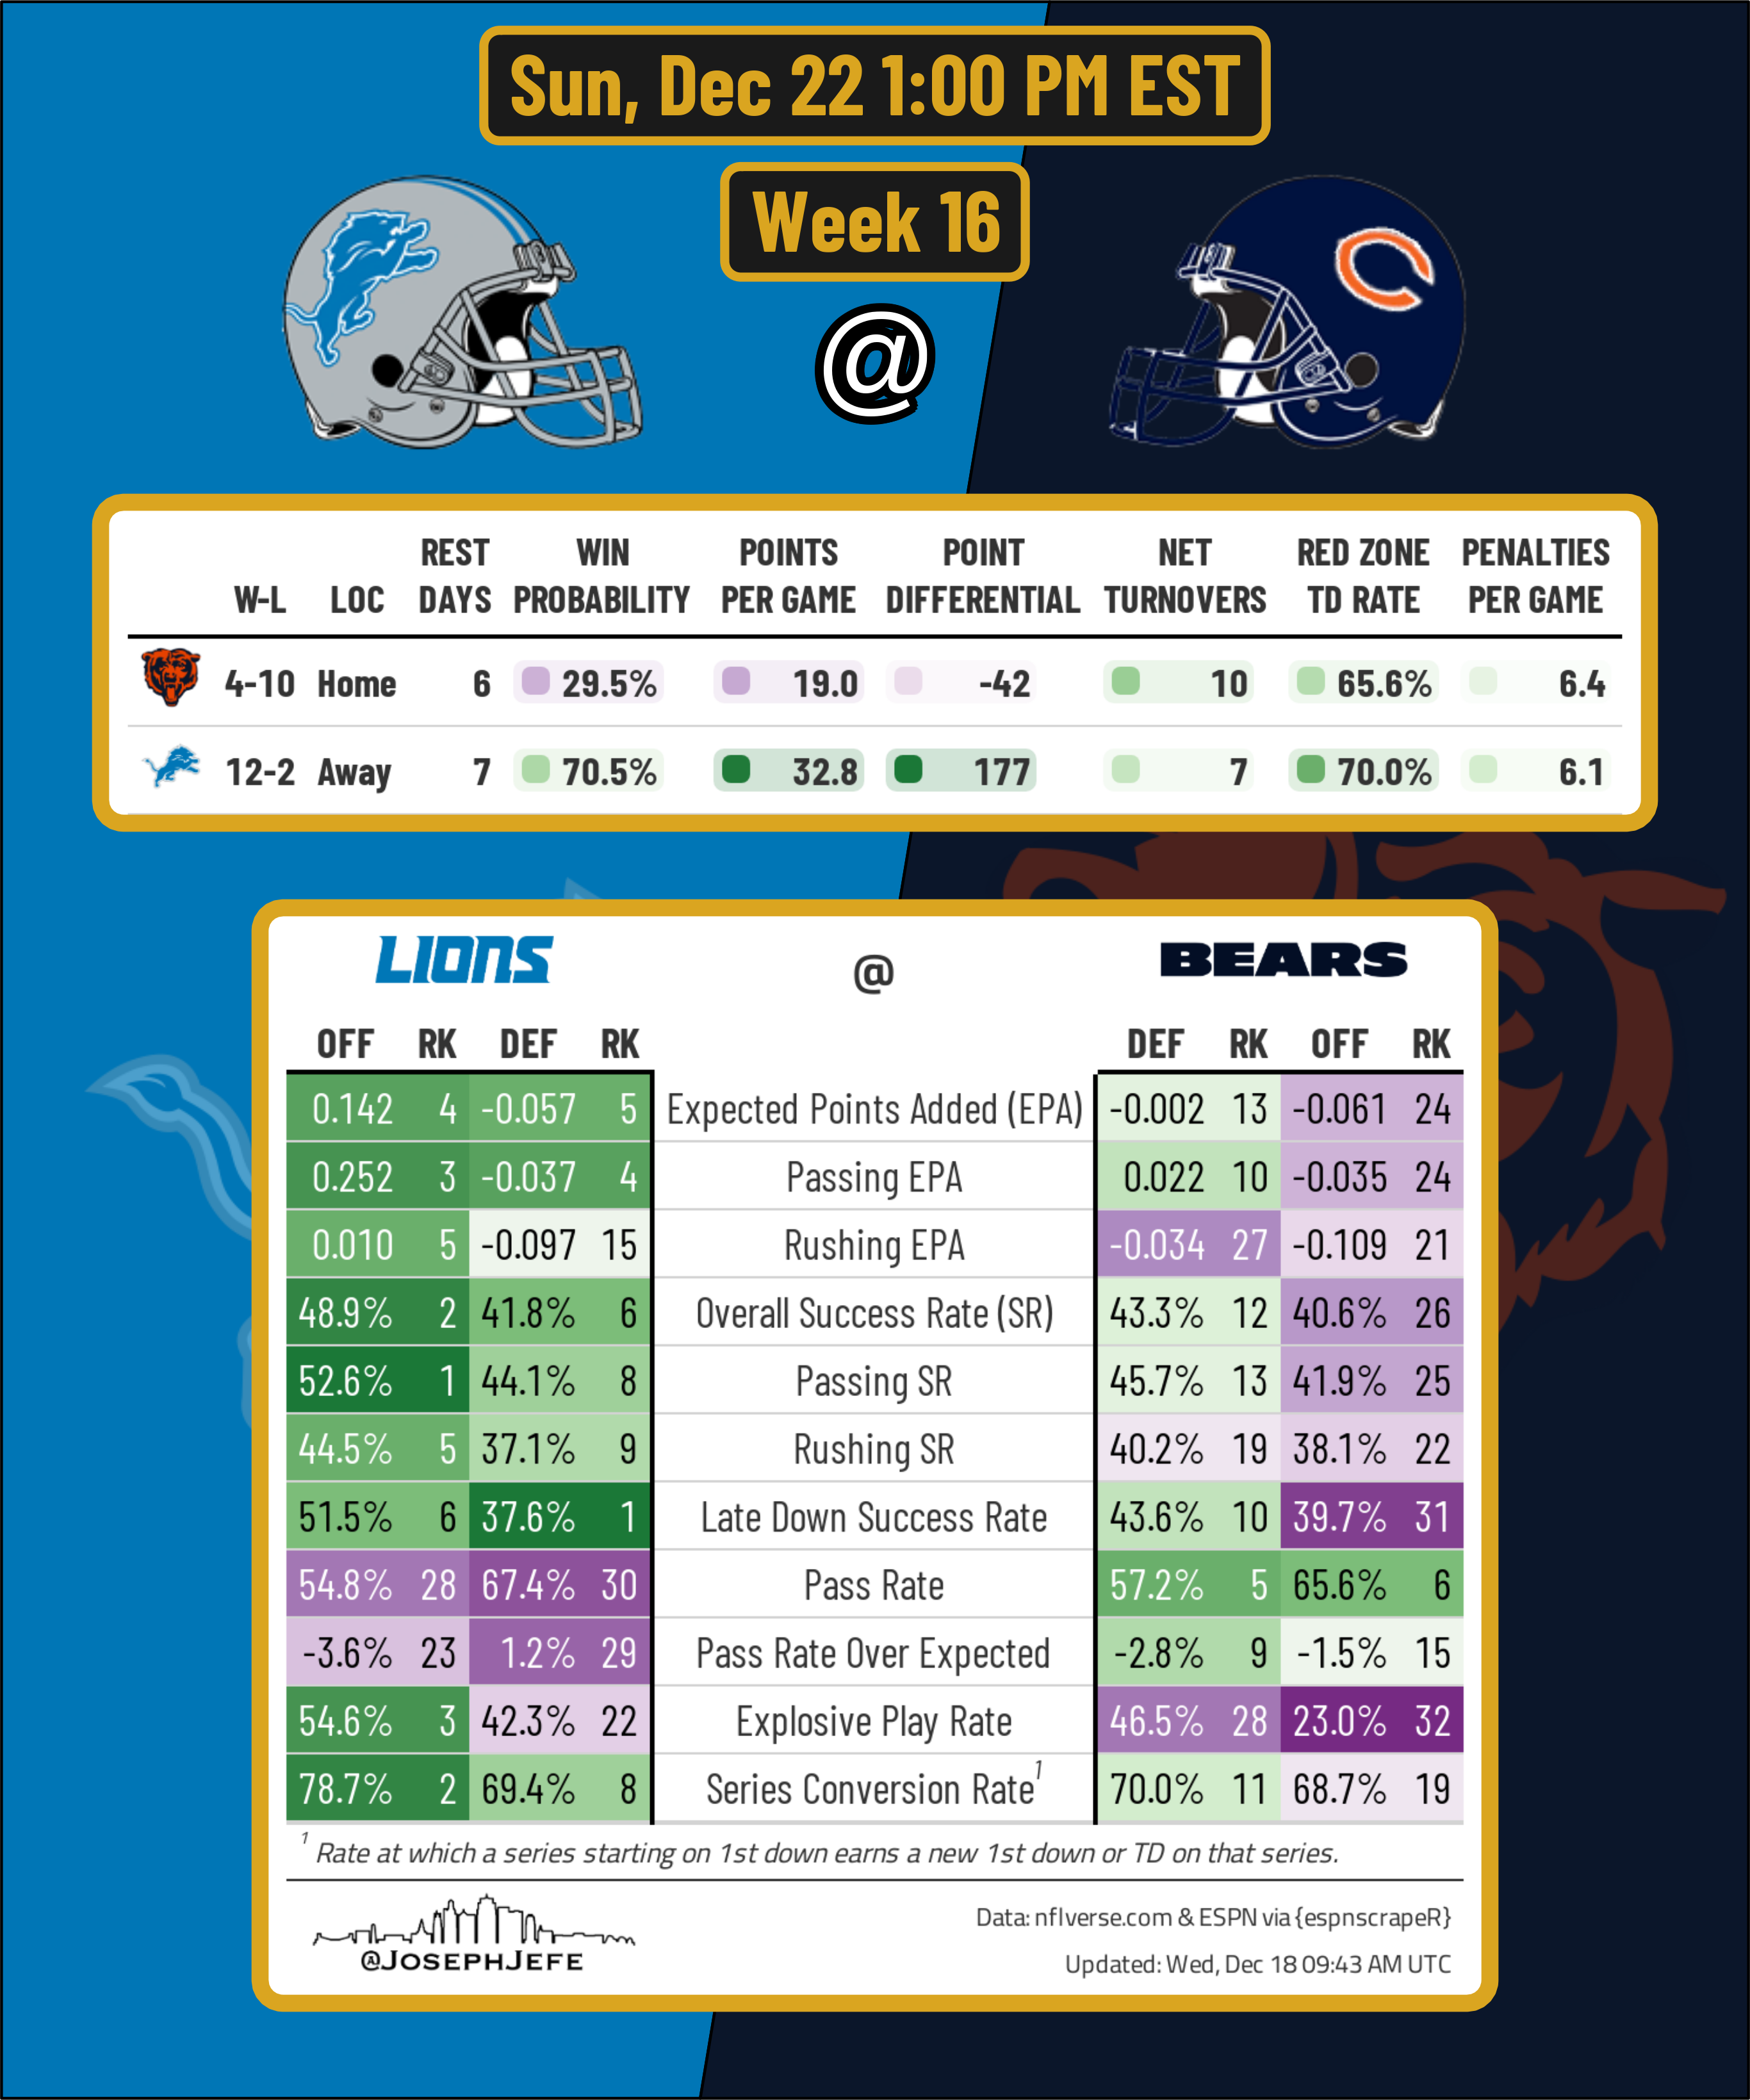 Sun, Dec 22 1:00 PM EST
Week 16
@
W-L LOC REST DAYS WIN PROBABILITY POINTS PER GAME POINT DIFFERENTIAL NET TURNOVERS RED ZONE TD RATE PENALTIES PER GAME
4-10 Home 6 29.5% 19.0 -42 10 65.6% 6.4
12-2 Away 7 70.5% 32.8 177 7 70.0% 6.1
LIONS @ BEARS
OFF RK DEF RK DEF RK OFF RK
0.142 4 -0.057 5 Expected Points Added (EPA) -0.002 13 -0.061 24
0.252 3 -0.037 4 Passing EPA 0.022 10 -0.035 24
0.010 5 -0.097 15 Rushing EPA -0.034 27 -0.109 21
48.9% 2 41.8% 6 Overall Success Rate (SR) 43.3% 12 40.6% 26
52.6% 1 44.1% 8 Passing SR 45.7% 13 41.9% 25
44.5% 5 37.1% 9 Rushing SR 40.2% 19 38.1% 22
51.5% 6 37.6% 1 Late Down Success Rate 43.6% 10 39.7% 31
54.8% 28 67.4% 30 Pass Rate 57.2% 5 65.6% 6
-3.6% 23 1.2% 29 Pass Rate Over Expected -2.8% 9 -1.5% 15
54.6% 3 42.3% 22 Explosive Play Rate 46.5% 28 23.0% 32
78.7% 2 69.4% 8 Series Conversion Rate¹ 70.0% 11 68.7% 19
¹ Rate at which a series starting on 1st down earns a new 1st down or TD on that series.
@JOSEPHJEFE
Data: nflverse.com & ESPN via {espnscrapeR}
Updated: Wed, Dec 18 09:43 AM UTC